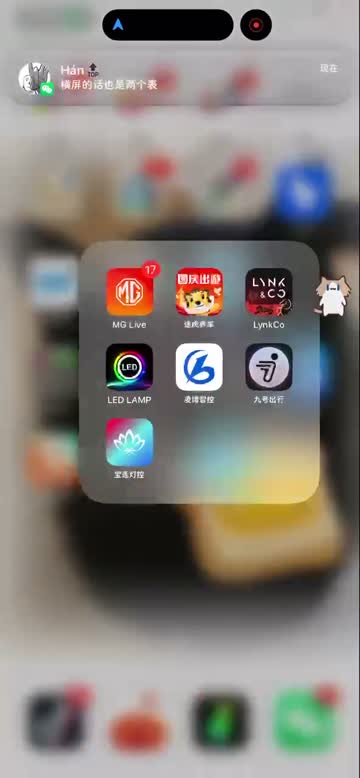 Hán
TOP
现在
横屏的话也是两个表
17
MG
国庆出游
LYNK
& CO
MG Live
途虎养车
LynkCo
LED
LED LAMP
凌博智控
九号出行
宝莲灯控